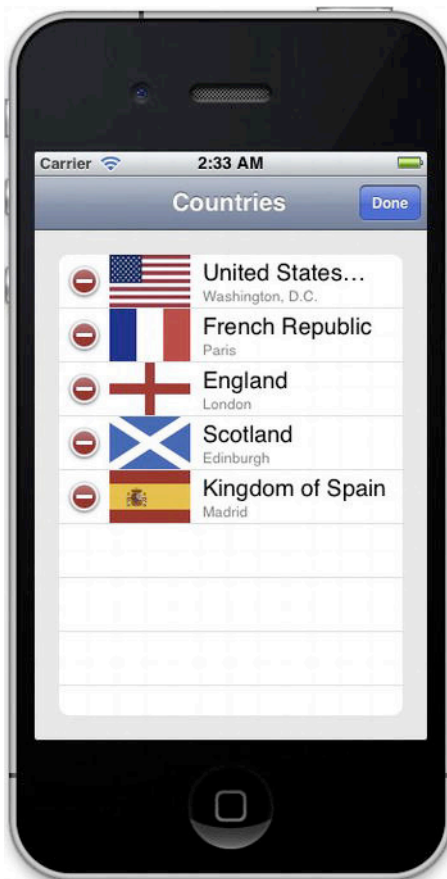 Carrier 2:33 AM
Countries Done
United States...
Washington, D.C.
French Republic
Paris
England
London
Scotland
Edinburgh
Kingdom of Spain
Madrid